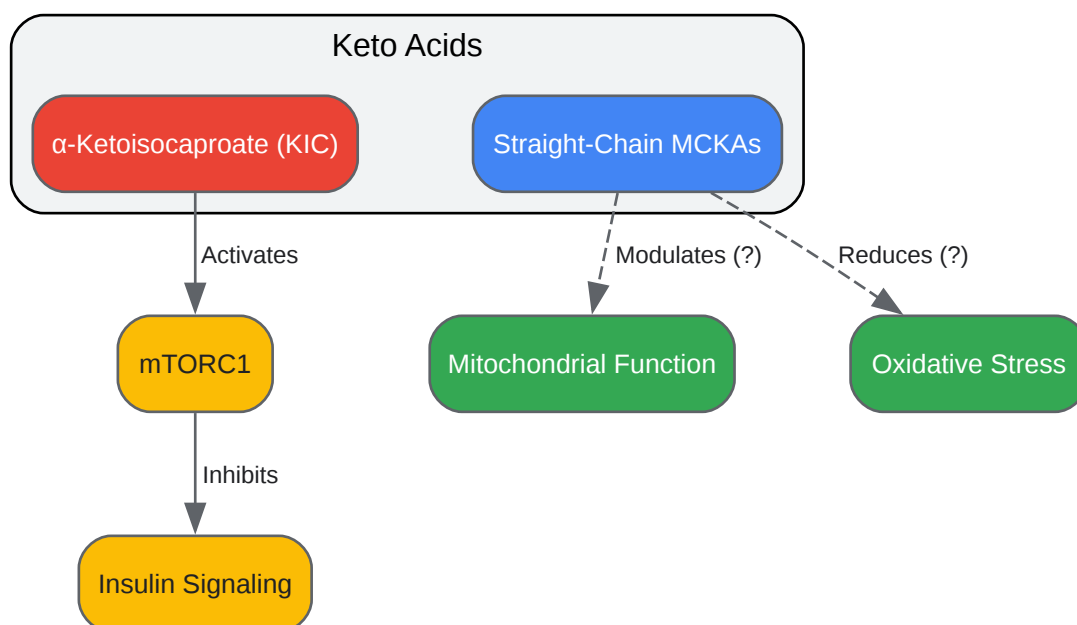 Keto Acids
α-Ketoisocaproate (KIC)
Straight-Chain MCKAs
Activates
Modulates (?)
Reduces (?)
mTORC1
Mitochondrial Function
Oxidative Stress
Inhibits
Insulin Signaling